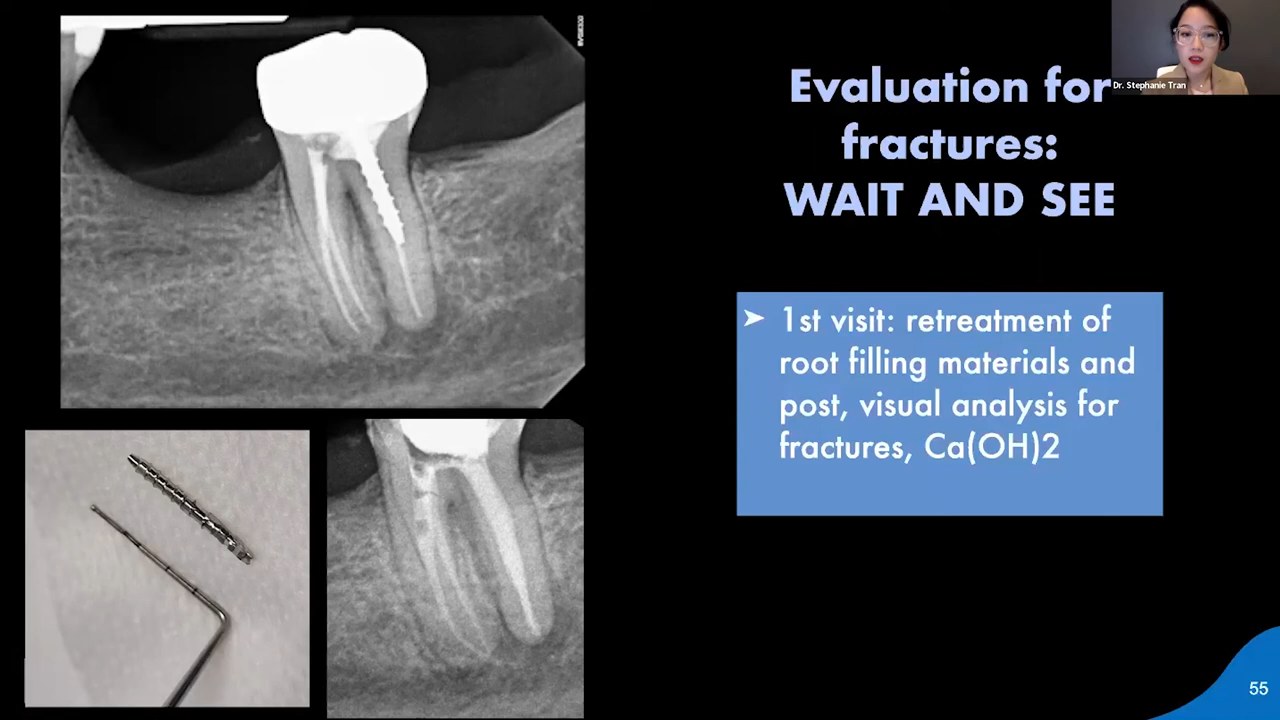 Evaluation for
fractures:
WAIT AND SEE
Dr. Stephanie Tran
➤ 1st visit: retreatment of
root filling materials and
post, visual analysis for
fractures, Ca(OH)2
55